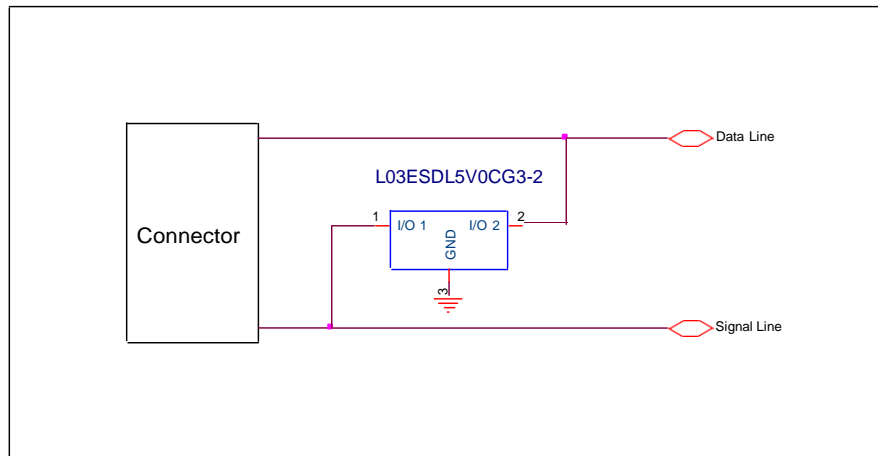 Data Line
L03ESDL5V0CG3-2
1
2
I/O 1
I/O 2
Connector
GND
3
Signal Line